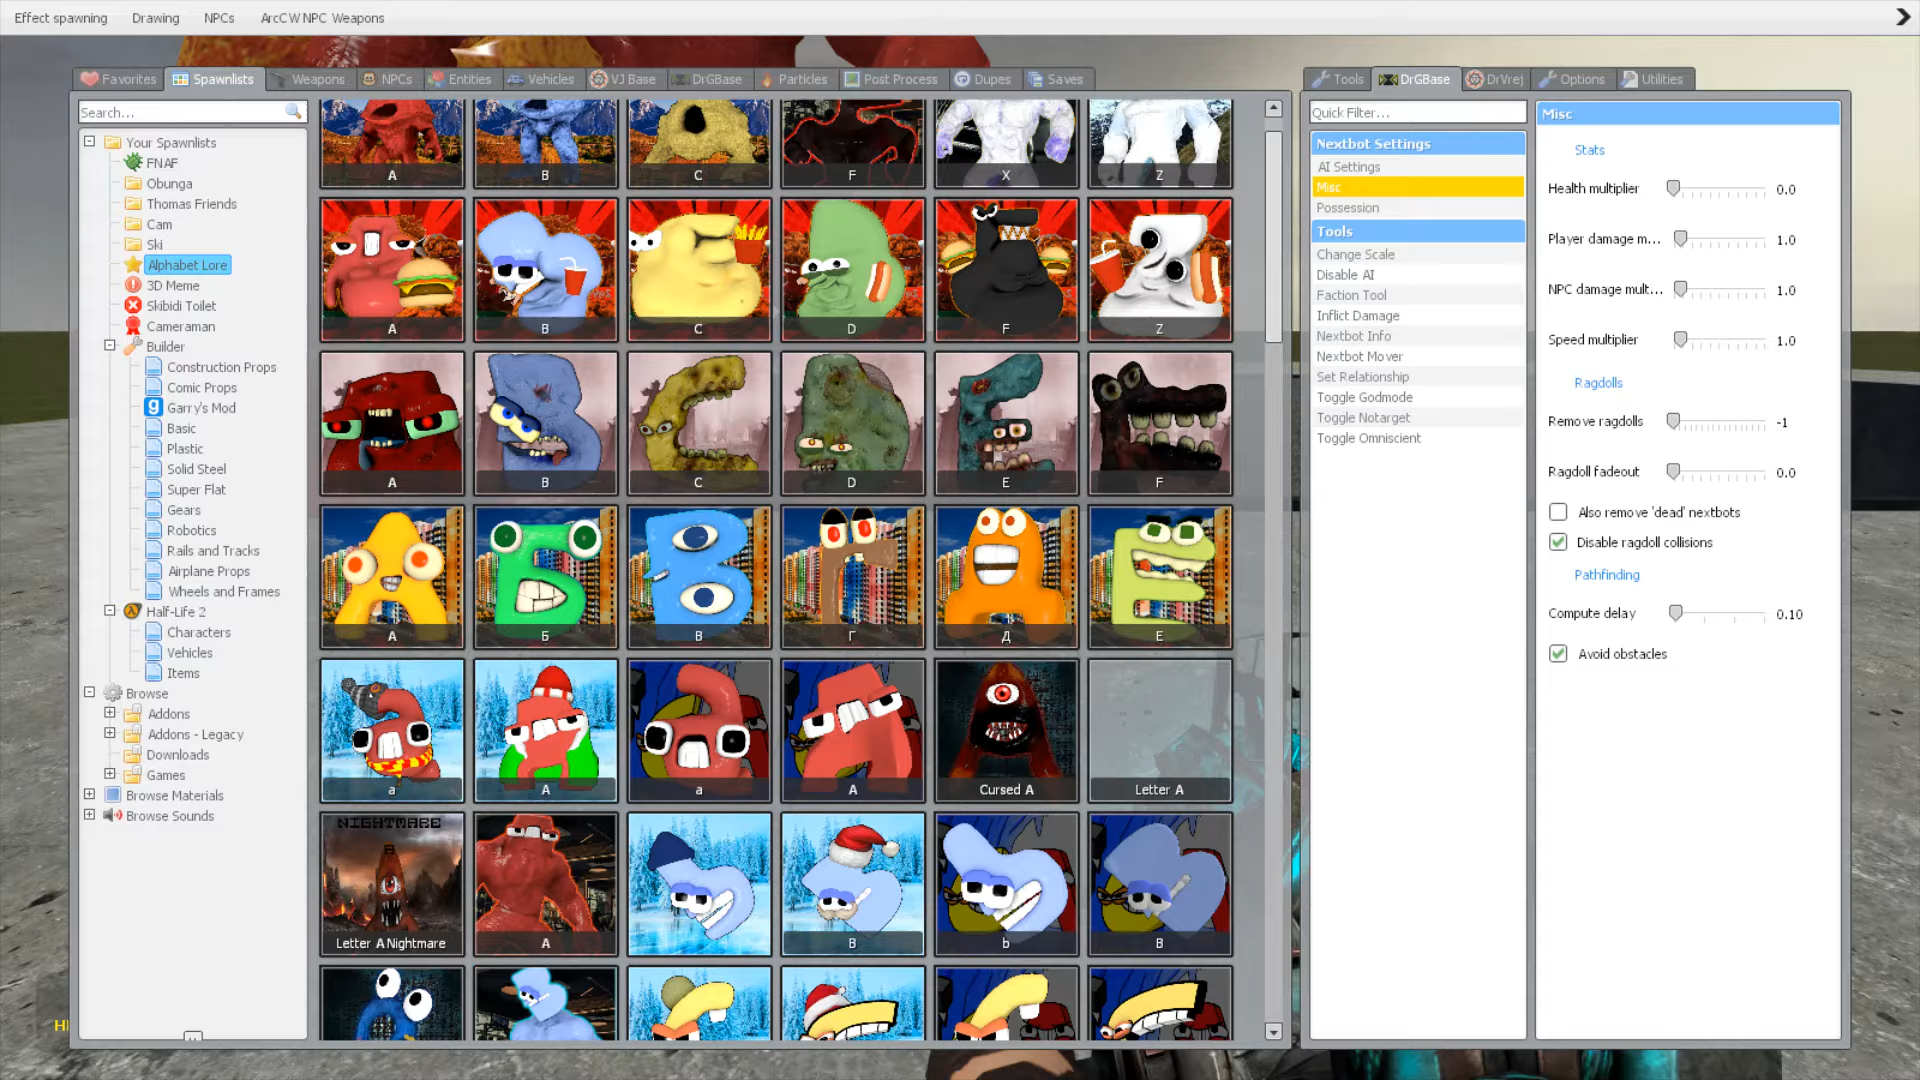 Effect spawning Drawing NPCs ArcCW NPC Weapons
Favorites Spawnlists Weapons NPCs Entities Vehicles VJ Base DrGBase Particles Post Process Dupes Saves
Tools DrGBase DrVrej Options Utilities
Search...
Your Spawnlists
FNAF
Obunga
Thomas Friends
Cam
Ski
Alphabet Lore
3D Meme
Skibidi Toilet
Cameraman
Builder
Construction Props
Comic Props
Garry's Mod
Basic
Plastic
Solid Steel
Super Flat
Gears
Robotics
Rails and Tracks
Airplane Props
Wheels and Frames
Half-Life 2
Characters
Vehicles
Items
Browse
Addons
Addons - Legacy
Downloads
Games
Browse Materials
Browse Sounds
A B C F X Z
A B C D F Z
A B C D E F
А Б В Г Д Е
a A a A Cursed A Letter A
NIGHTMARE
Letter A Nightmare A B b B
Quick Filter...
Nextbot Settings
AI Settings
Misc
Possession
Tools
Change Scale
Disable AI
Faction Tool
Inflict Damage
Nextbot Info
Nextbot Mover
Set Relationship
Toggle Godmode
Toggle Notarget
Toggle Omniscient
Misc
Stats
Health multiplier 0.0
Player damage m... 1.0
NPC damage mult... 1.0
Speed multiplier 1.0
Ragdolls
Remove ragdolls -1
Ragdoll fadeout 0.0
Also remove 'dead' nextbots
Disable ragdoll collisions
Pathfinding
Compute delay 0.10
Avoid obstacles